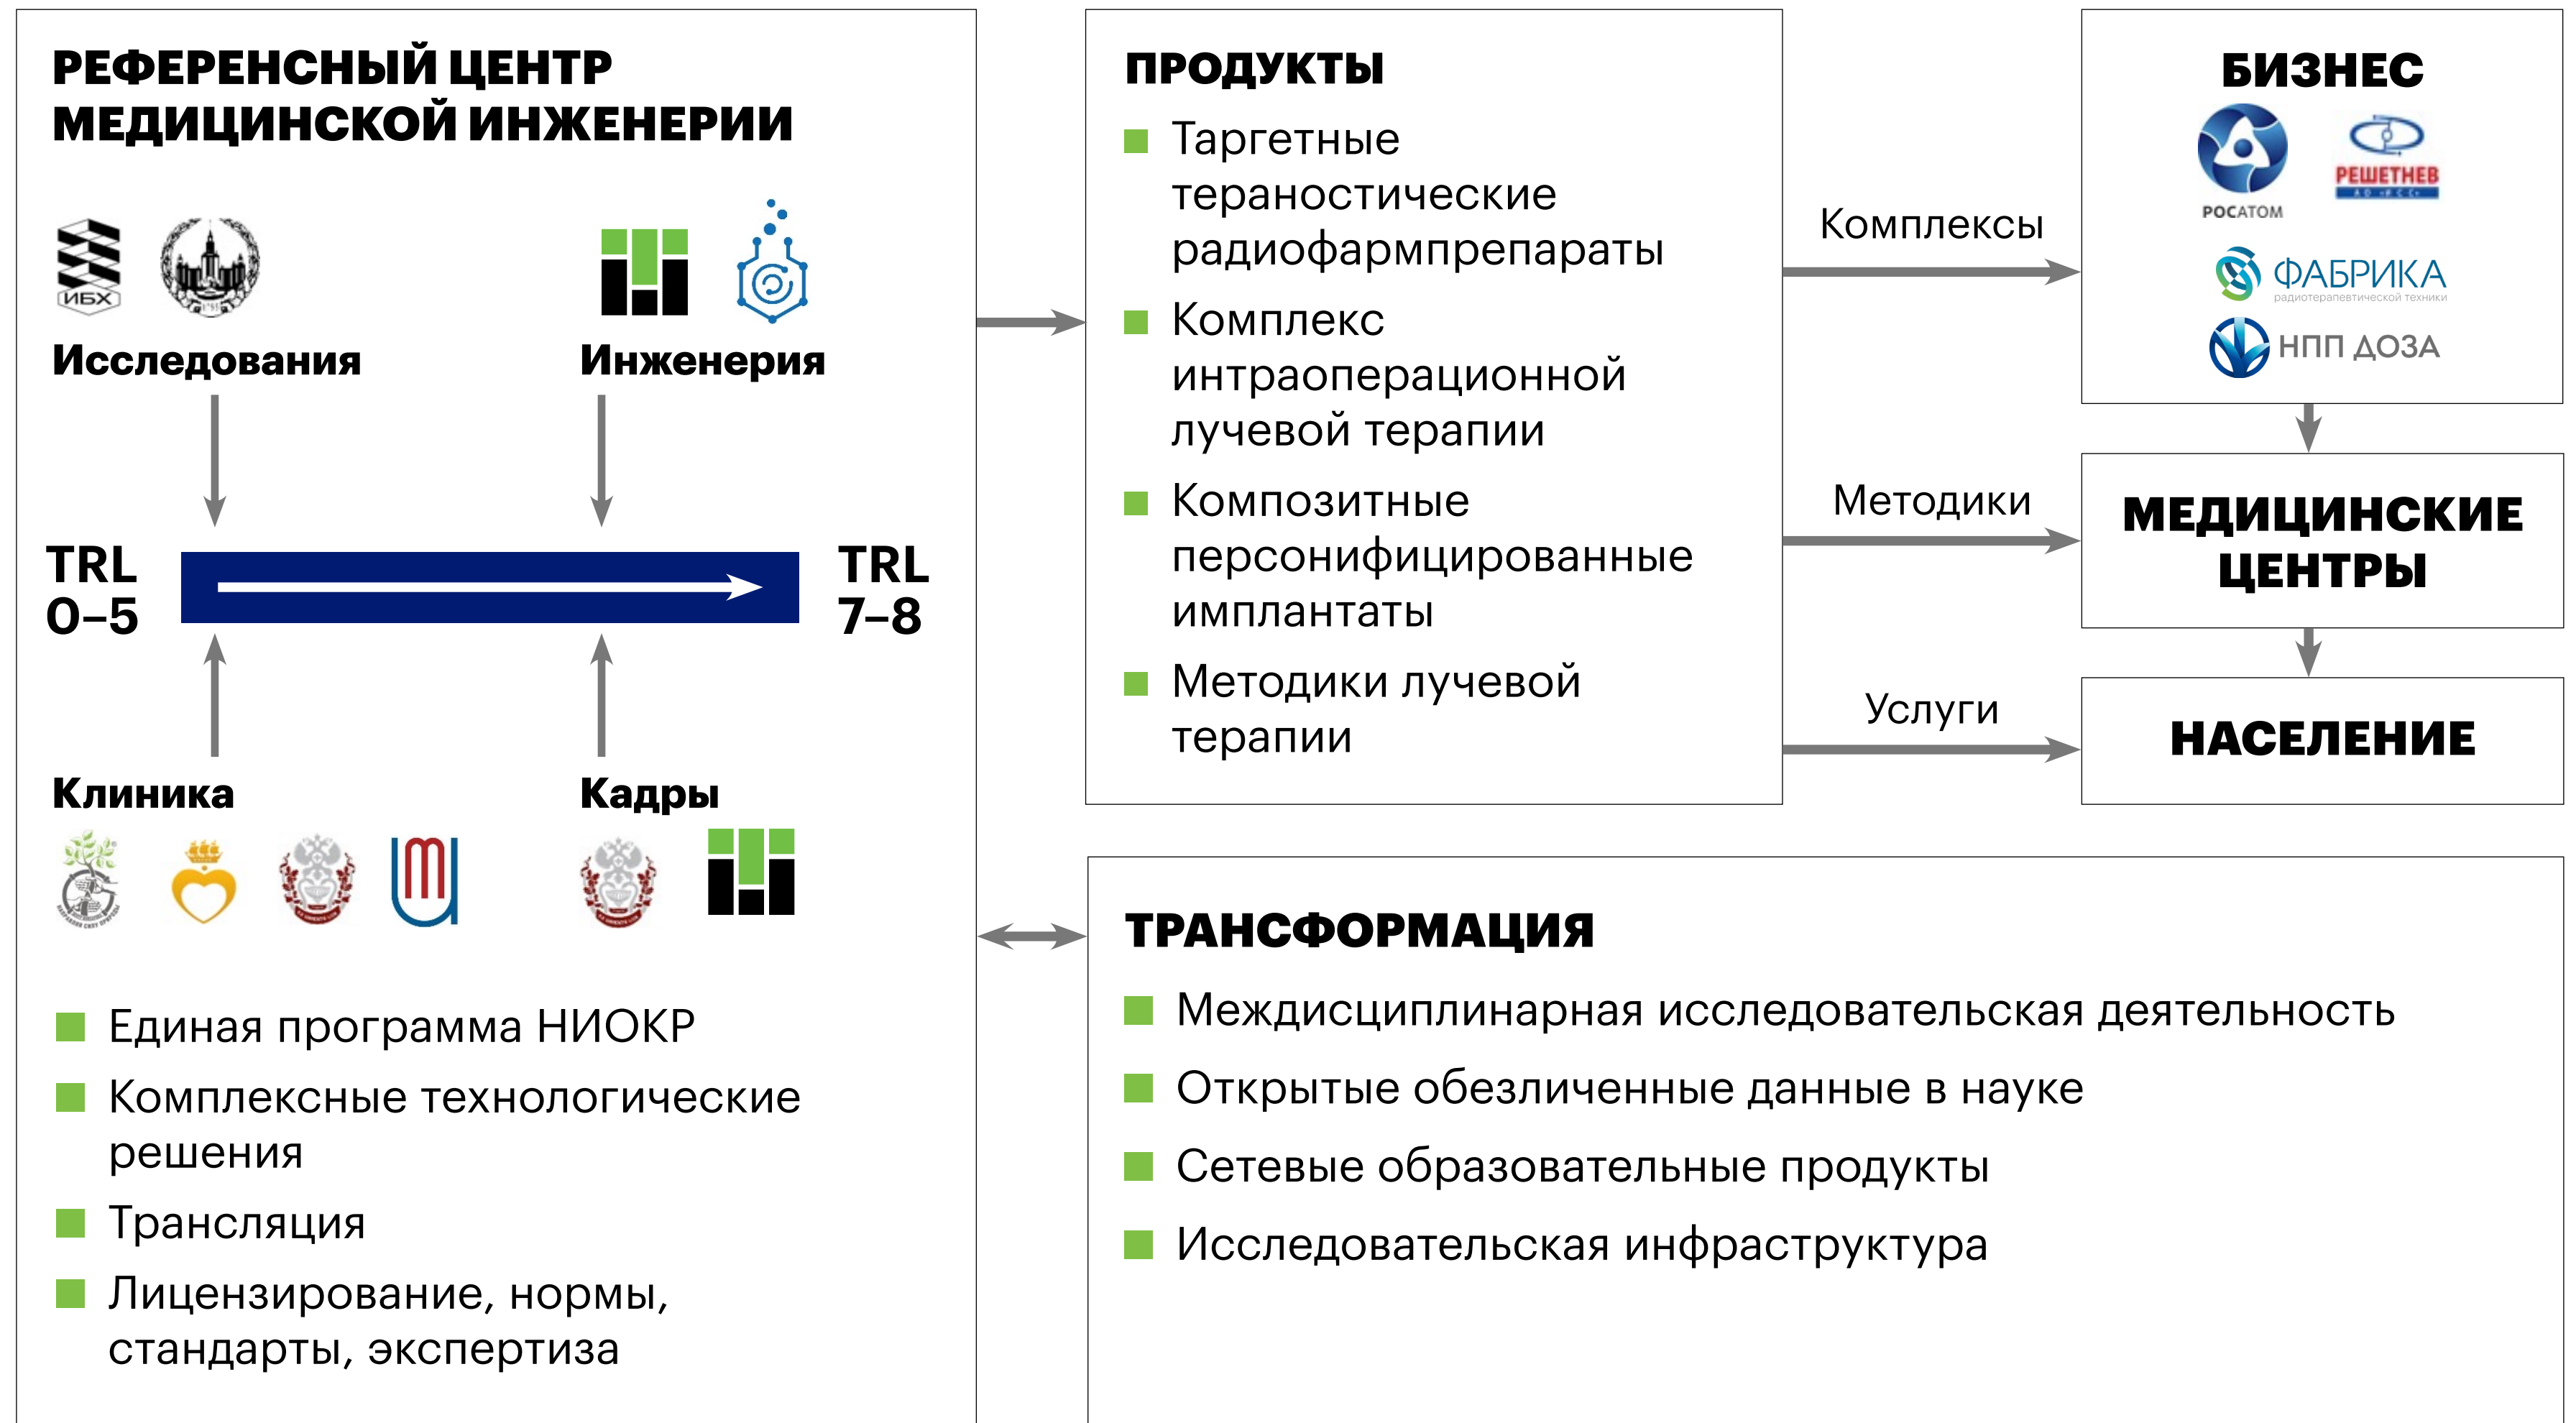 РЕФЕРЕНСНЫЙ ЦЕНТР
МЕДИЦИНСКОЙ ИНЖЕНЕРИИ
ИБХ
Исследования
Инженерия
TRL
0–5
TRL
7–8
Клиника
Кадры
Единая программа НИОКР
Комплексные технологические
решения
Трансляция
Лицензирование, нормы,
стандарты, экспертиза
ПРОДУКТЫ
Таргетные
тераностические
радиофармпрепараты
Комплекс
интраоперационной
лучевой терапии
Композитные
персонифицированные
имплантаты
Методики лучевой
терапии
Комплексы
Методики
Услуги
БИЗНЕС
РОСАТОМ
РЕШЕТНЕВ
АО «ИСС»
ФАБРИКА
радиотерапевтической техники
НПП ДОЗА
МЕДИЦИНСКИЕ
ЦЕНТРЫ
НАСЕЛЕНИЕ
ТРАНСФОРМАЦИЯ
Междисциплинарная исследовательская деятельность
Открытые обезличенные данные в науке
Сетевые образовательные продукты
Исследовательская инфраструктура